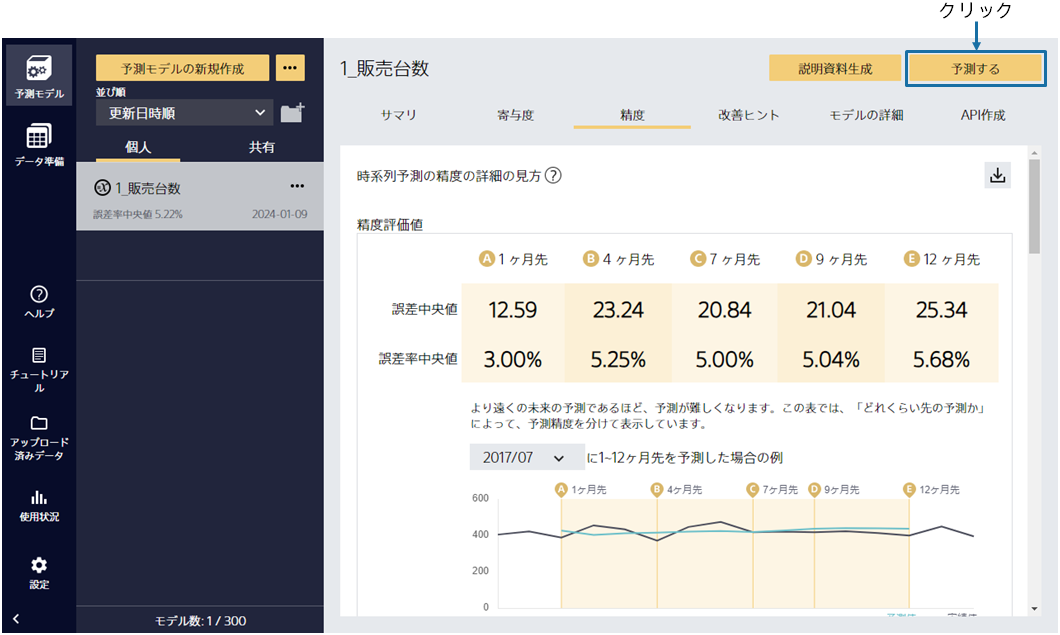 クリック
予測モデル
データ準備
ヘルプ
チュートリア
ル
アップロード
済みデータ
使用状況
設定
予測モデルの新規作成
並び順
更新日時順
個人
共有
1_販売台数
誤差率中央値 5.22%
2024-01-09
モデル数: 1 / 300
1_販売台数
説明資料生成
予測する
サマリ
寄与度
精度
改善ヒント
モデルの詳細
API作成
時系列予測の精度の詳細の見方 ?
精度評価値
A 1 ヶ月先
B 4 ヶ月先
C 7 ヶ月先
D 9 ヶ月先
E 12 ヶ月先
誤差中央値 12.59 23.24 20.84 21.04 25.34
誤差率中央値 3.00% 5.25% 5.00% 5.04% 5.68%
より遠くの未来の予測であるほど、予測が難しくなります。この表では、「どれくらい先の予測か」
によって、予測精度を分けて表示しています。
2017/07 に1~12ヶ月先を予測した場合の例
A 1ヶ月先
B 4ヶ月先
C 7ヶ月先
D 9ヶ月先
E 12ヶ月先
600
400
200
0